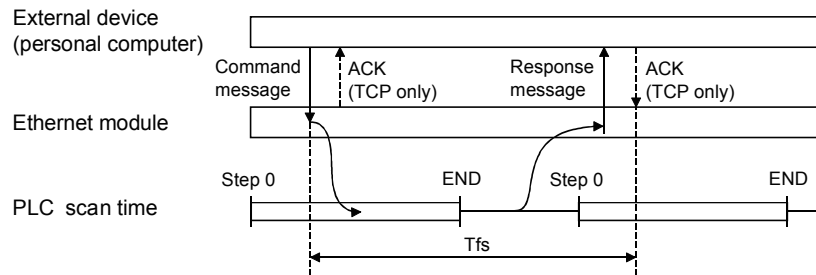 External device
(personal computer)
Command
message
ACK
(TCP only)
Response
message
ACK
(TCP only)
Ethernet module
Step 0
END
Step 0
END
PLC scan time
Tfs